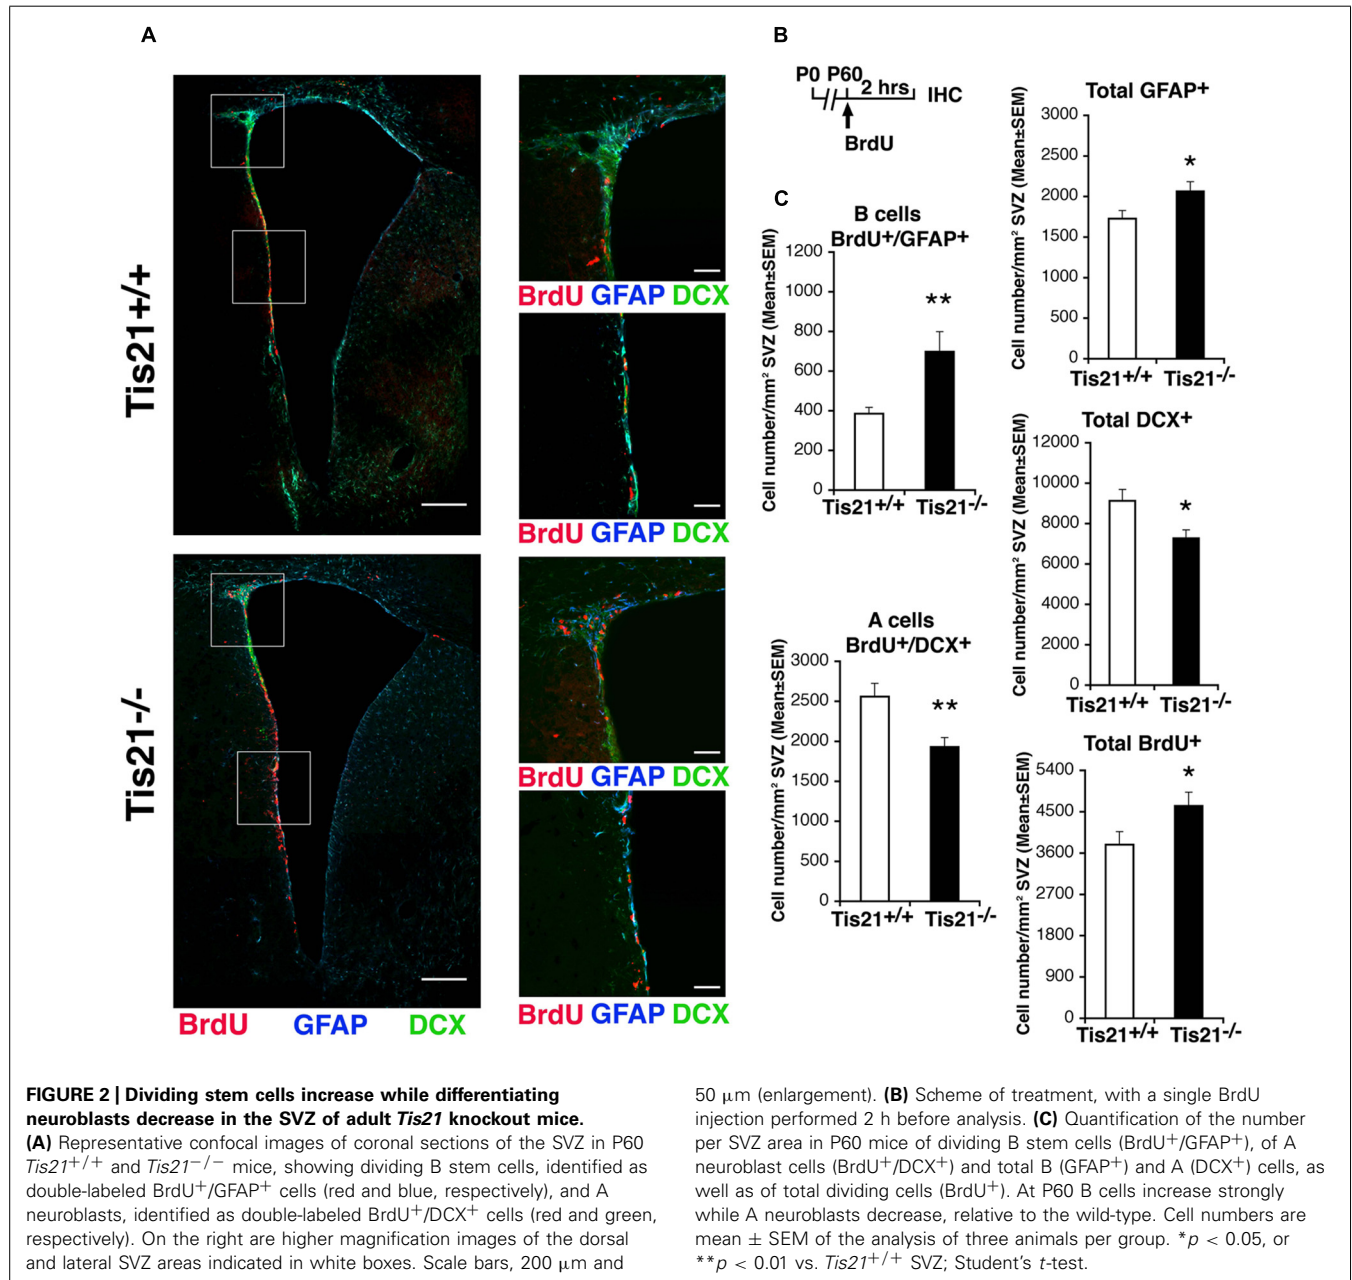 A
Tis21+/+
BrdU GFAP DCX
BrdU GFAP DCX
Tis21-/-
BrdU GFAP DCX
BrdU GFAP DCX
BrdU GFAP DCX
B
P0 P60 2 hrs IHC
BrdU
C
B cells
BrdU+/GFAP+
Cell number/mm² SVZ (Mean±SEM)
1200
1000
800
600
400
200
0
**
Tis21+/+ Tis21-/-
A cells
BrdU+/DCX+
Cell number/mm² SVZ (Mean±SEM)
3000
2500
2000
1500
1000
500
0
**
Tis21+/+ Tis21-/-
Total GFAP+
Cell number/mm² SVZ (Mean±SEM)
3000
2500
2000
1500
1000
500
0
*
Tis21+/+ Tis21-/-
Total DCX+
Cell number/mm² SVZ (Mean±SEM)
12000
10000
8000
6000
4000
2000
0
*
Tis21+/+ Tis21-/-
Total BrdU+
Cell number/mm² SVZ (Mean±SEM)
5400
4500
3600
2700
1800
900
0
*
Tis21+/+ Tis21-/-
FIGURE 2 | Dividing stem cells increase while differentiating
neuroblasts decrease in the SVZ of adult Tis21 knockout mice.
(A) Representative confocal images of coronal sections of the SVZ in P60
Tis21+/+ and Tis21−/− mice, showing dividing B stem cells, identified as
double-labeled BrdU+/GFAP+ cells (red and blue, respectively), and A
neuroblasts, identified as double-labeled BrdU+/DCX+ cells (red and green,
respectively). On the right are higher magnification images of the dorsal
and lateral SVZ areas indicated in white boxes. Scale bars, 200 μm and
50 μm (enlargement). (B) Scheme of treatment, with a single BrdU
injection performed 2 h before analysis. (C) Quantification of the number
per SVZ area in P60 mice of dividing B stem cells (BrdU+/GFAP+), of A
neuroblast cells (BrdU+/DCX+) and total B (GFAP+) and A (DCX+) cells, as
well as of total dividing cells (BrdU+). At P60 B cells increase strongly
while A neuroblasts decrease, relative to the wild-type. Cell numbers are
mean ± SEM of the analysis of three animals per group. *p < 0.05, or
**p < 0.01 vs. Tis21+/+ SVZ; Student's t-test.